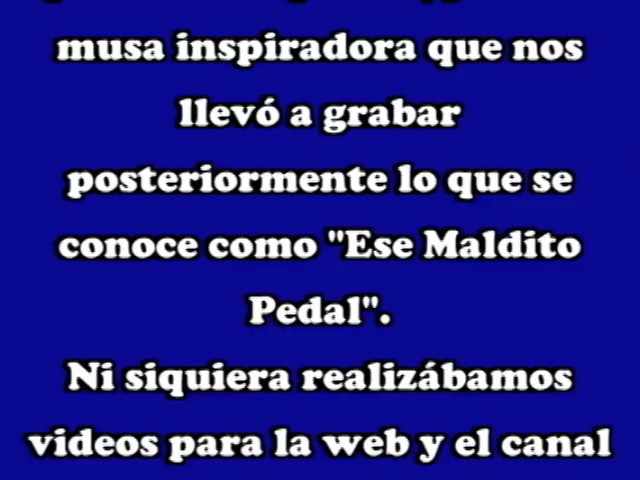 musa inspiradora que nos
llevó a grabar
posteriormente lo que se
conoce como "Ese Maldito
Pedal".
Ni siquiera realizábamos
videos para la web y el canal